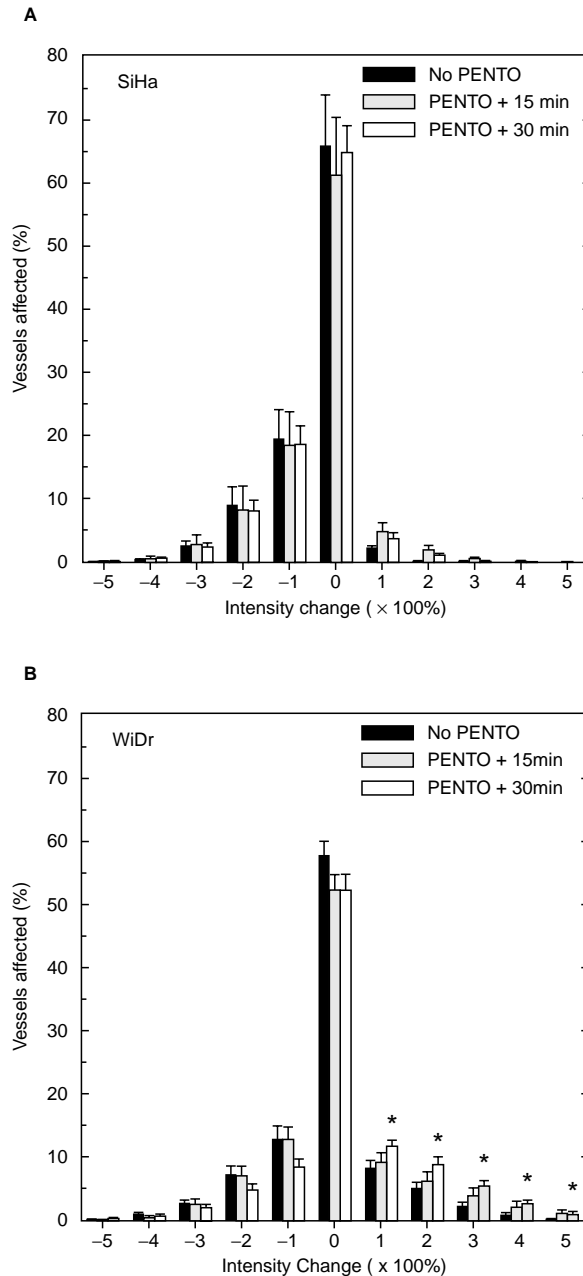 A
80
70
60
50
40
30
20
10
0
Vessels affected (%)
SiHa
No PENTO
PENTO + 15 min
PENTO + 30 min
−5 −4 −3 −2 −1 0 1 2 3 4 5
Intensity change ( × 100%)
B
80
70
60
50
40
30
20
10
0
Vessels affected (%)
WiDr
No PENTO
PENTO + 15min
PENTO + 30min
* * * * *
−5 −4 −3 −2 −1 0 1 2 3 4 5
Intensity Change ( x 100%)